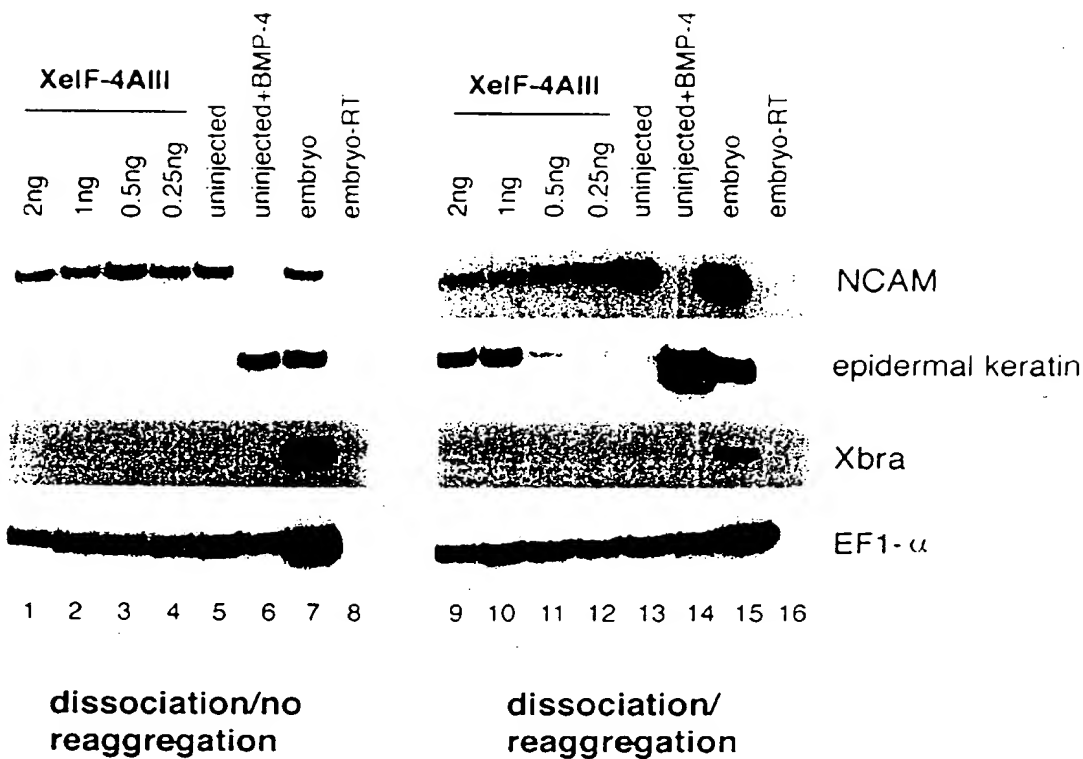 XeIF-4AIII
2ng
1ng
0.5ng
0.25ng
uninjected
uninjected+BMP-4
embryo
embryo-RT
XeIF-4AIII
2ng
1ng
0.5ng
0.25ng
uninjected
uninjected+BMP-4
embryo
embryo-RT
NCAM
epidermal keratin
Xbra
EF1-α
1 2 3 4 5 6 7 8
9 10 11 12 13 14 15 16
dissociation/no
reaggregation
dissociation/
reaggregation